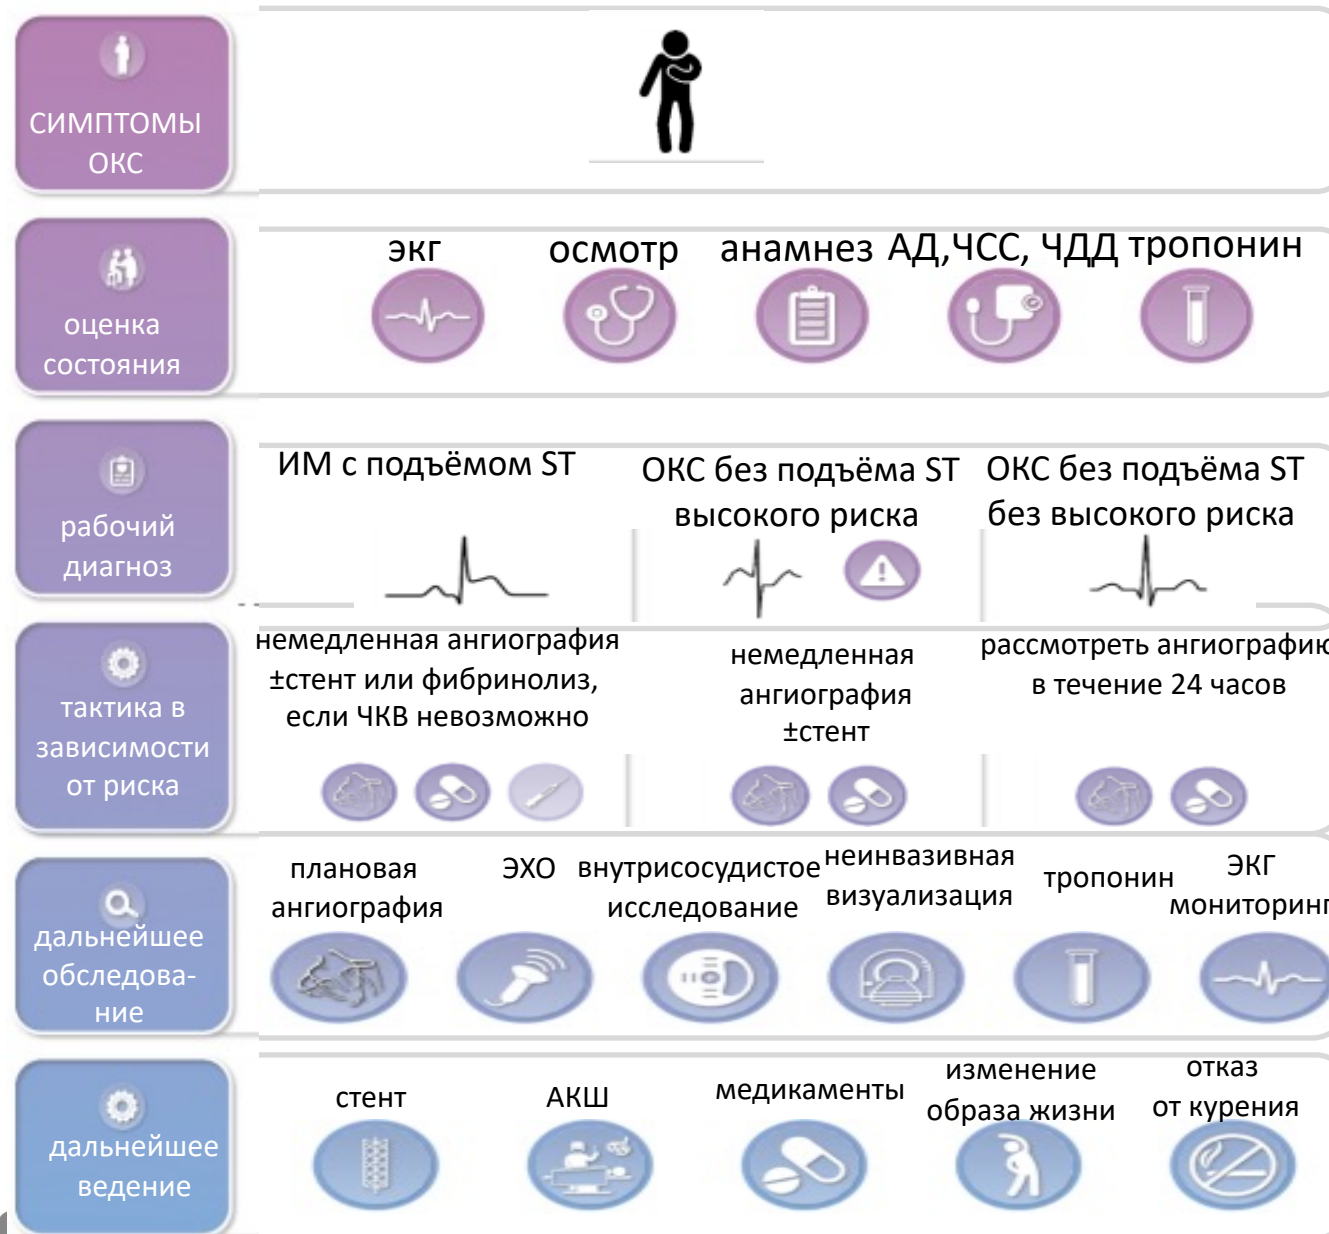 СИМПТОМЫ
ОКС
экг
осмотр
анамнез
АД,ЧСС, ЧДД
тропонин
оценка
состояния
ИМ с подъёмом ST
ОКС без подъёма ST
высокого риска
ОКС без подъёма ST
без высокого риска
рабочий
диагноз
немедленная ангиография
±стент или фибринолиз,
если ЧКВ невозможно
немедленная
ангиография
±стент
рассмотреть ангиографию
в течение 24 часов
тактика в
зависимости
от риска
плановая
ангиография
ЭХО
внутрисосудистое
исследование
неинвазивная
визуализация
тропонин
ЭКГ
мониторинг
дальнейшее
обследова-
ние
стент
АКШ
медикаменты
изменение
образа жизни
отказ
от курения
дальнейшее
ведение